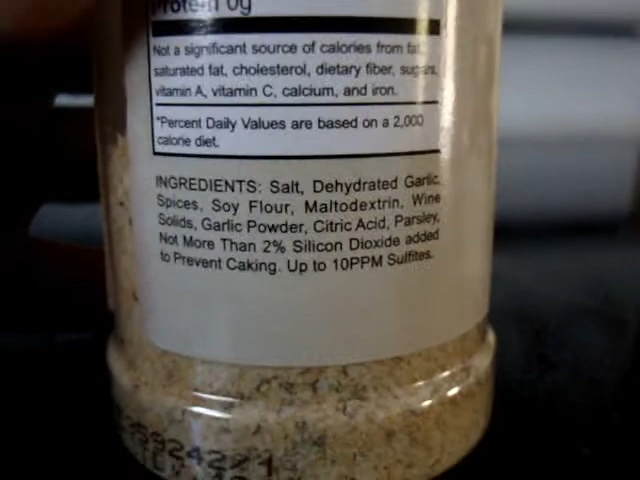 Protein 0g
Not a significant source of calories from fat,
saturated fat, cholesterol, dietary fiber, sugars,
vitamin A, vitamin C, calcium, and iron.
*Percent Daily Values are based on a 2,000
calorie diet.
INGREDIENTS: Salt, Dehydrated Garlic,
Spices, Soy Flour, Maltodextrin, Wine
Solids, Garlic Powder, Citric Acid, Parsley,
Not More Than 2% Silicon Dioxide added
to Prevent Caking. Up to 10PPM Sulfites.